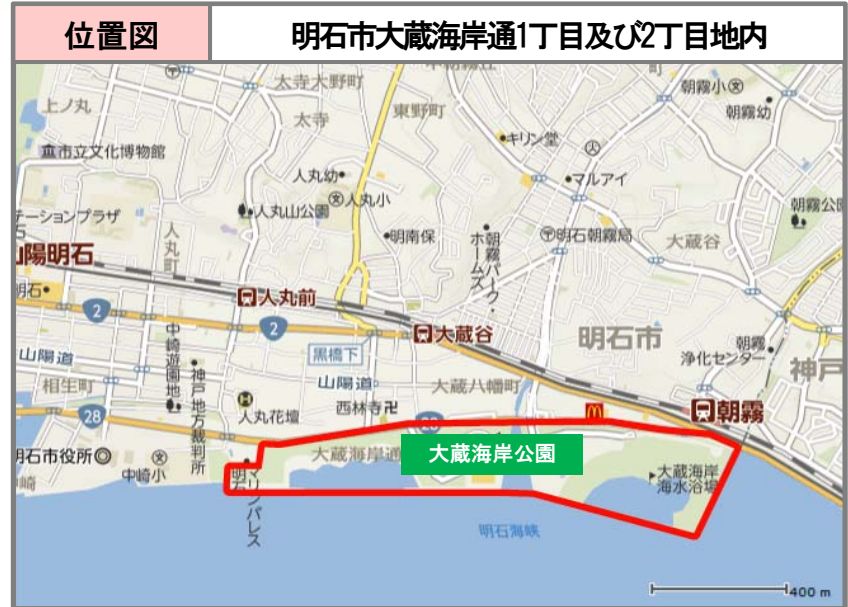 位置図
明石市大蔵海岸通1丁目及び2丁目地内
太寺大野町
上ノ丸
太寺
東野町
朝霧小
朝霧幼
市立文化博物館
キリン堂
人丸幼
人丸小
マルアイ
人丸山公園
テーションプラザ
人丸町
明南保
朝霧パーク・ホームズ
明石朝霧局
大蔵谷
朝霧公
山陽明石
明石
人丸前
2
2
大蔵谷
明石市
朝霧
浄化センター
神戸
山陽道
中崎遊園地
黒橋下
山陽道
大蔵八幡町
朝霧
相生町
28
神戸地方裁判所
人丸花壇
西林寺
28
明石市役所
中崎小
中崎
大蔵海岸通
大蔵海岸公園
大蔵海岸
海水浴場
明石
マリンパレス
明石海峡
400 m